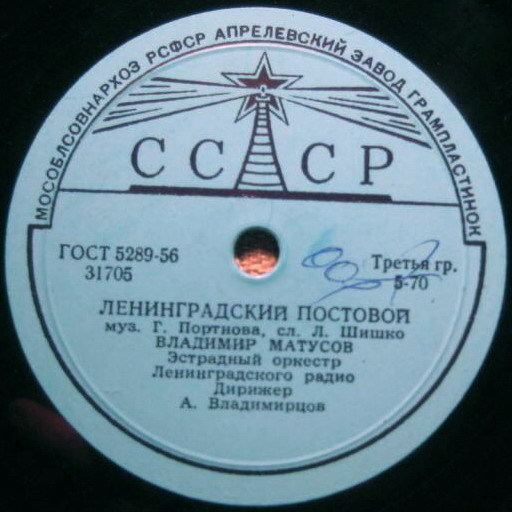 МОСОБЛСОВНАРХОЗ РСФСР АПРЕЛЕВСКИЙ ЗАВОД ГРАМПЛАСТИНОК
СССР
ГОСТ 5289-56
31705
Третья гр.
5-70
ЛЕНИНГРАДСКИЙ ПОСТОВОЙ
муз. Г. Портнова, сл. Л. Шишко
ВЛАДИМИР МАТУСОВ
Эстрадный оркестр
Ленинградского радио
Дирижер
А. Владимирцов